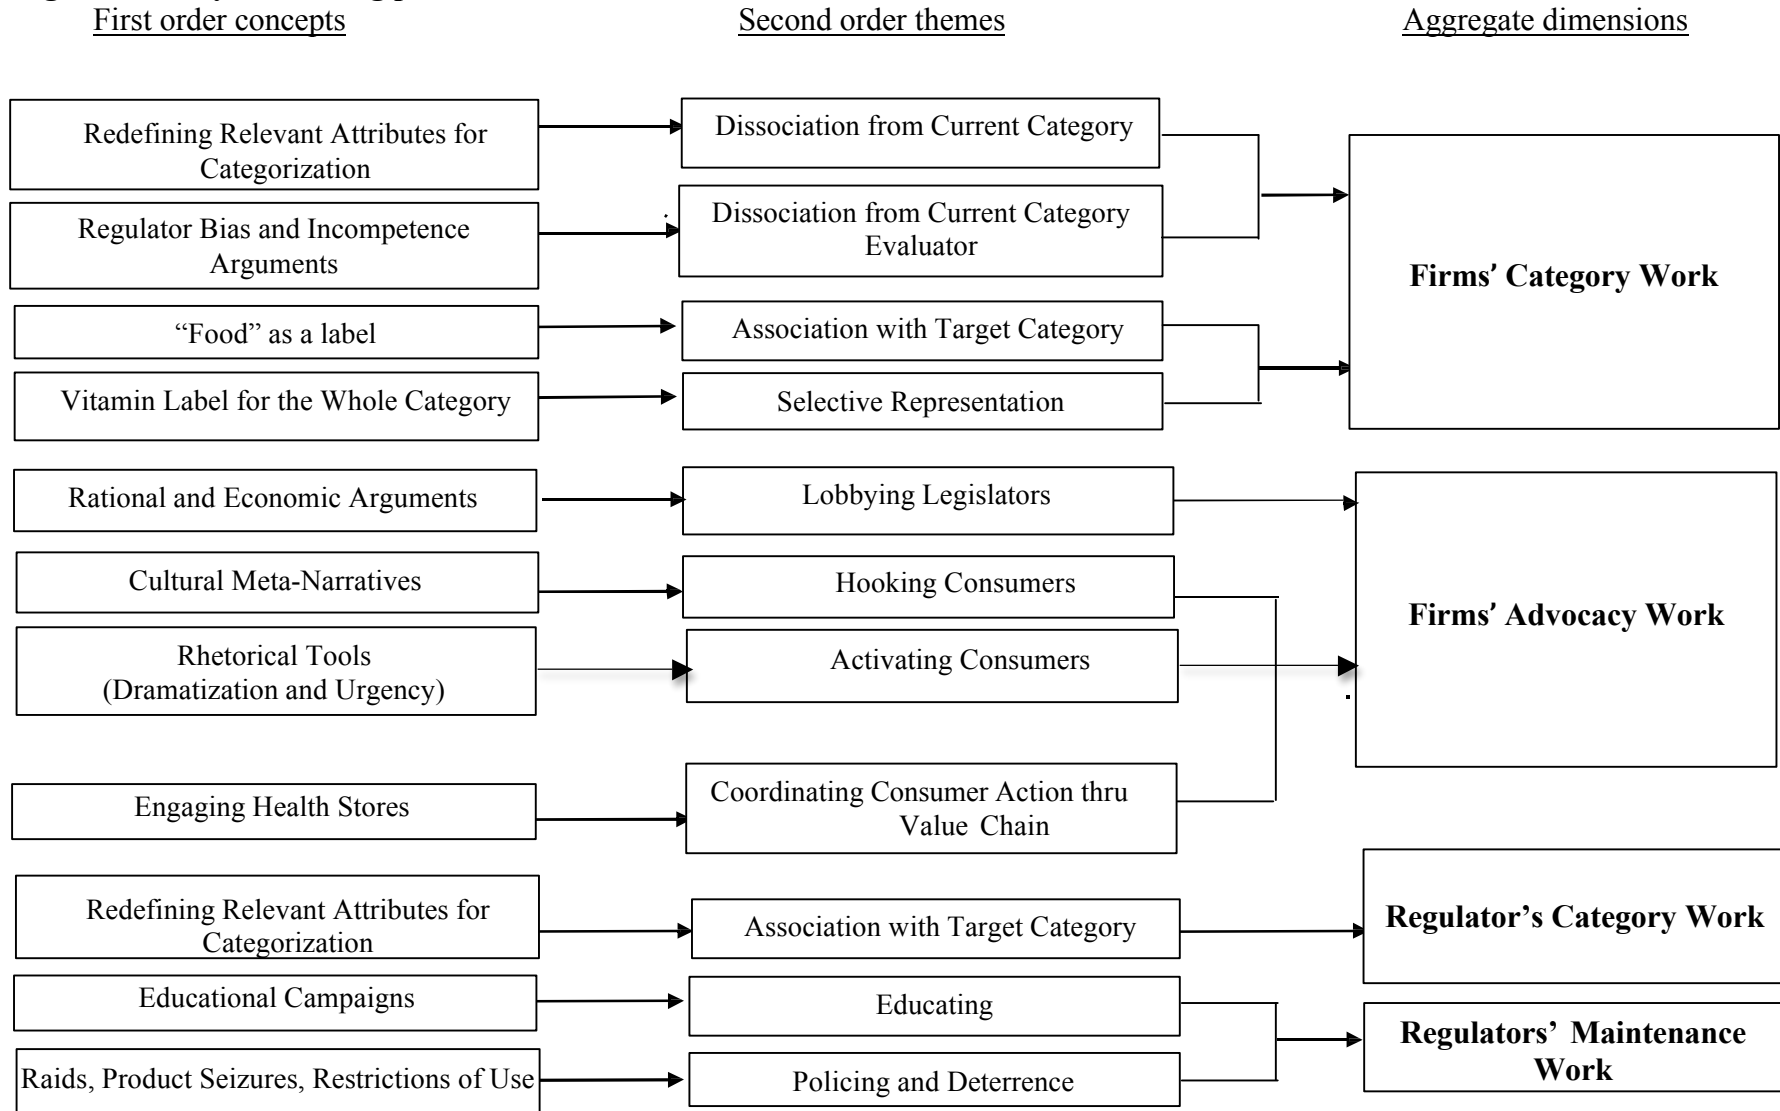 First order concepts
Second order themes
Aggregate dimensions
Redefining Relevant Attributes for
Categorization
Dissociation from Current Category
Regulator Bias and Incompetence
Arguments
Dissociation from Current Category
Evaluator
“Food” as a label
Association with Target Category
Vitamin Label for the Whole Category
Selective Representation
Firms’ Category Work
Rational and Economic Arguments
Lobbying Legislators
Cultural Meta-Narratives
Hooking Consumers
Rhetorical Tools
(Dramatization and Urgency)
Activating Consumers
Engaging Health Stores
Coordinating Consumer Action thru
Value Chain
Firms’ Advocacy Work
Redefining Relevant Attributes for
Categorization
Association with Target Category
Regulator’s Category Work
Educational Campaigns
Educating
Raids, Product Seizures, Restrictions of Use
Policing and Deterrence
Regulators’ Maintenance
Work